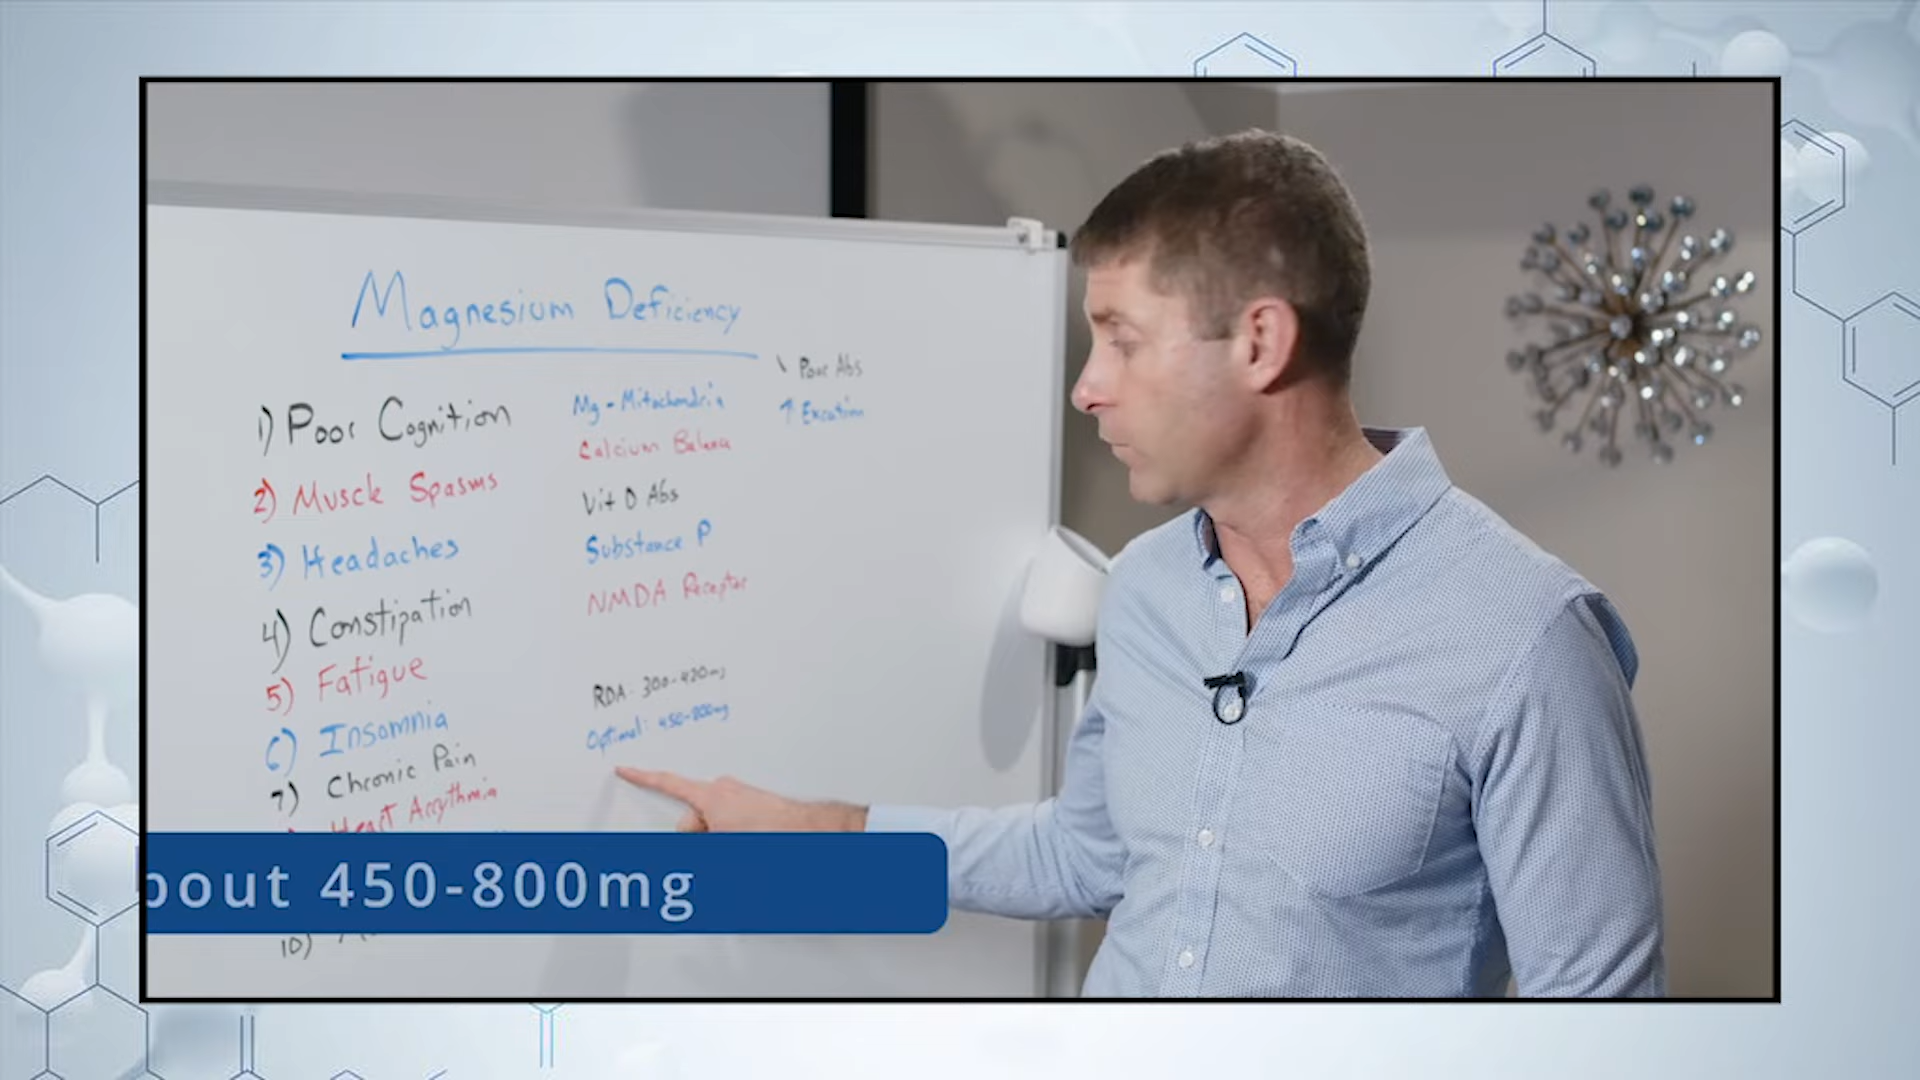 Magnesium Deficiency
1) Poor Cognition
2) Muscle Spasms
3) Headaches
4) Constipation
5) Fatigue
6) Insomnia
7) Chronic Pain
Heart Arrythmia
10)
Mg - Mitochondria
Calcium Balance
Vit D Abs
Substance P
NMDA Receptor
RDA: 300-420mg
Optimal: 450-800mg
↓ Poor Abs
↑ Excretion
bout 450-800mg